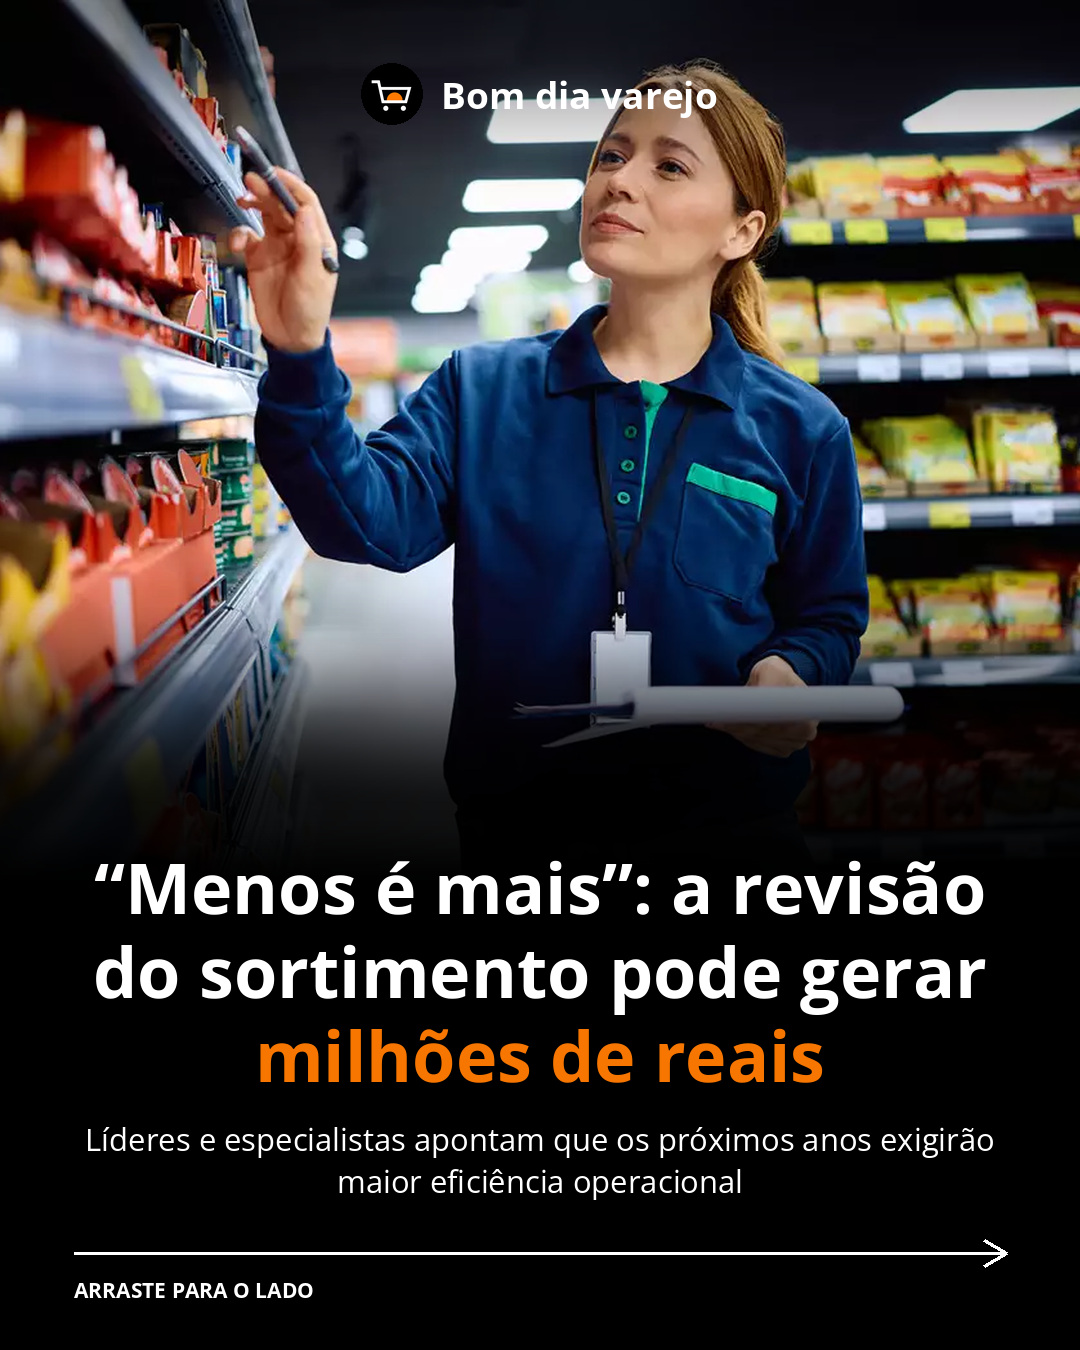 Bom dia varejo
“Menos é mais”: a revisão
do sortimento pode gerar
milhões de reais
Líderes e especialistas apontam que os próximos anos exigirão
maior eficiência operacional
ARRASTE PARA O LADO